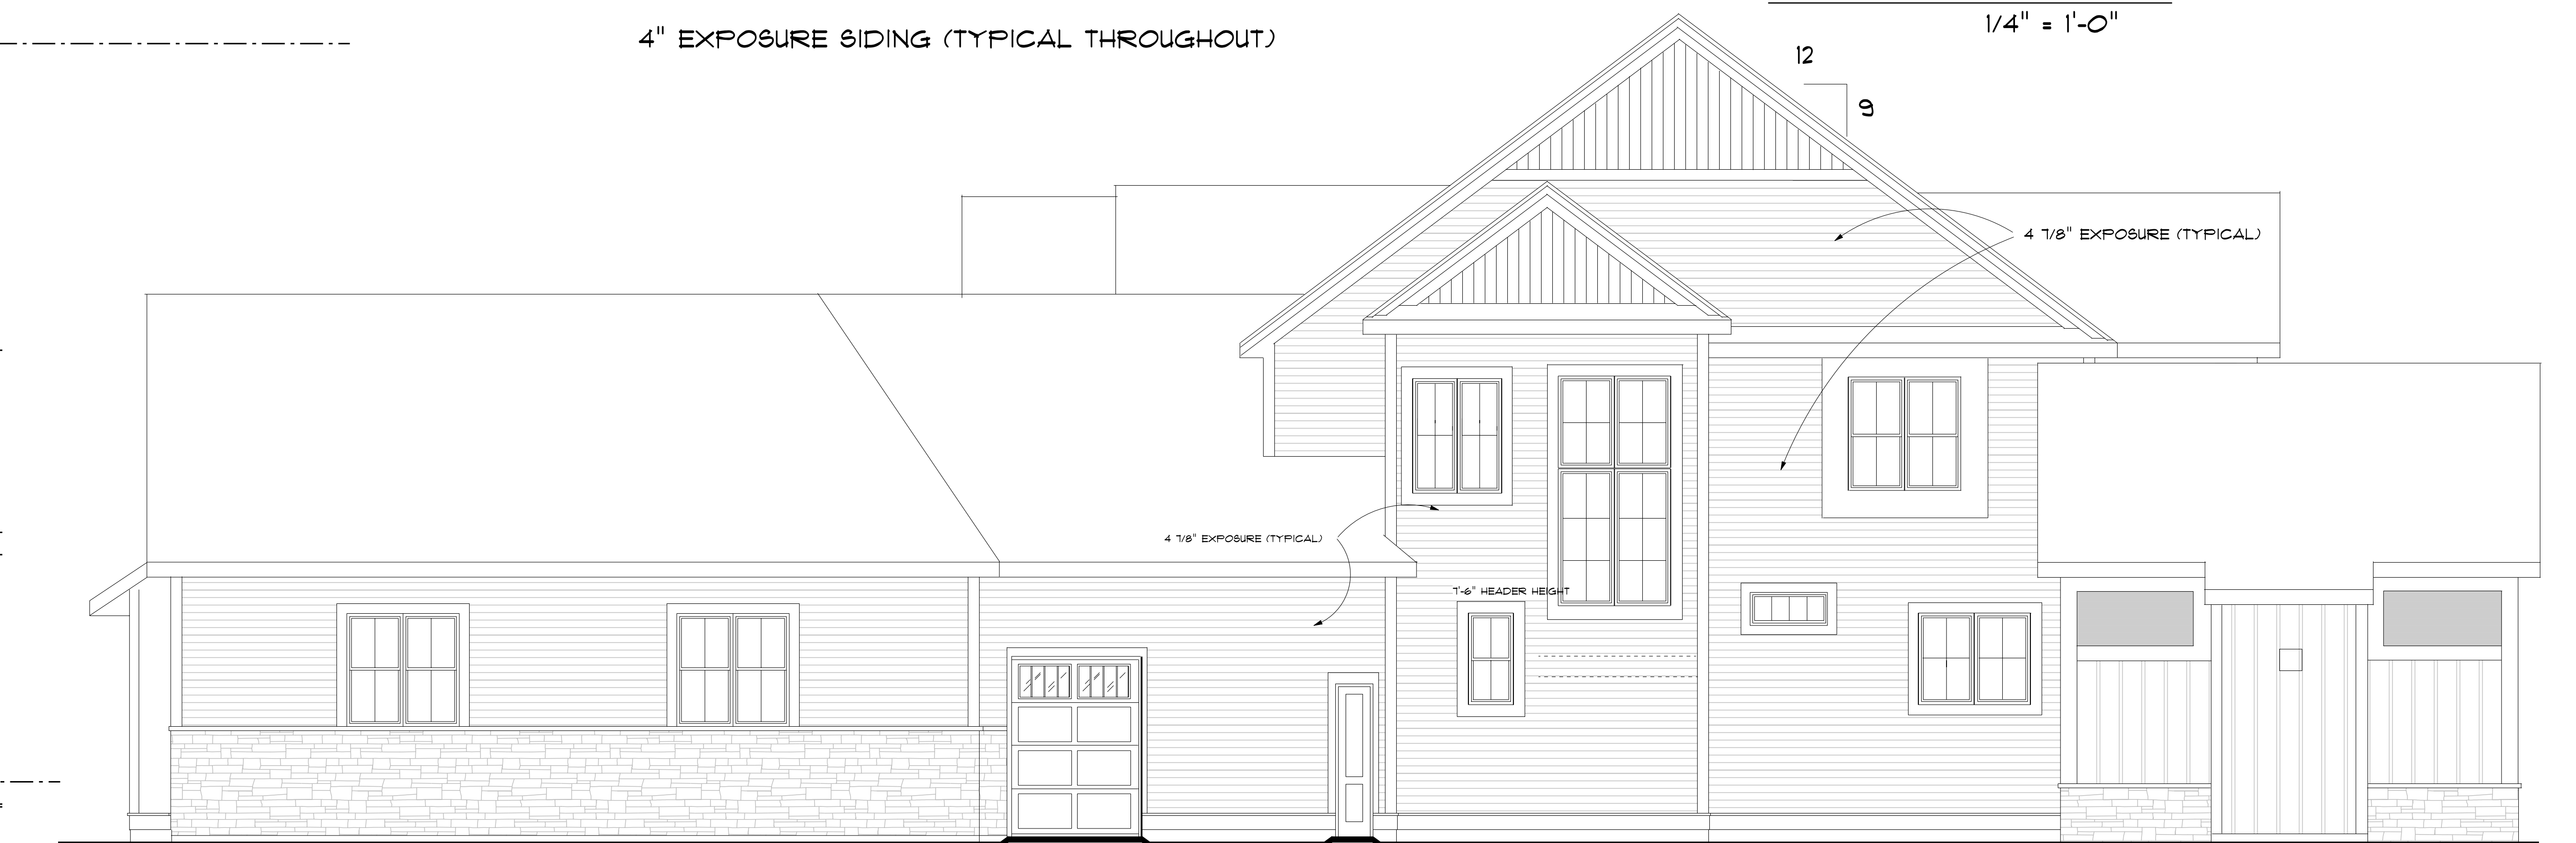 1/4" = 1'-0"
4" EXPOSURE SIDING (TYPICAL THROUGHOUT)
12
9
4 7/8" EXPOSURE (TYPICAL)
4 7/8" EXPOSURE (TYPICAL)
7'-6" HEADER HEIGHT